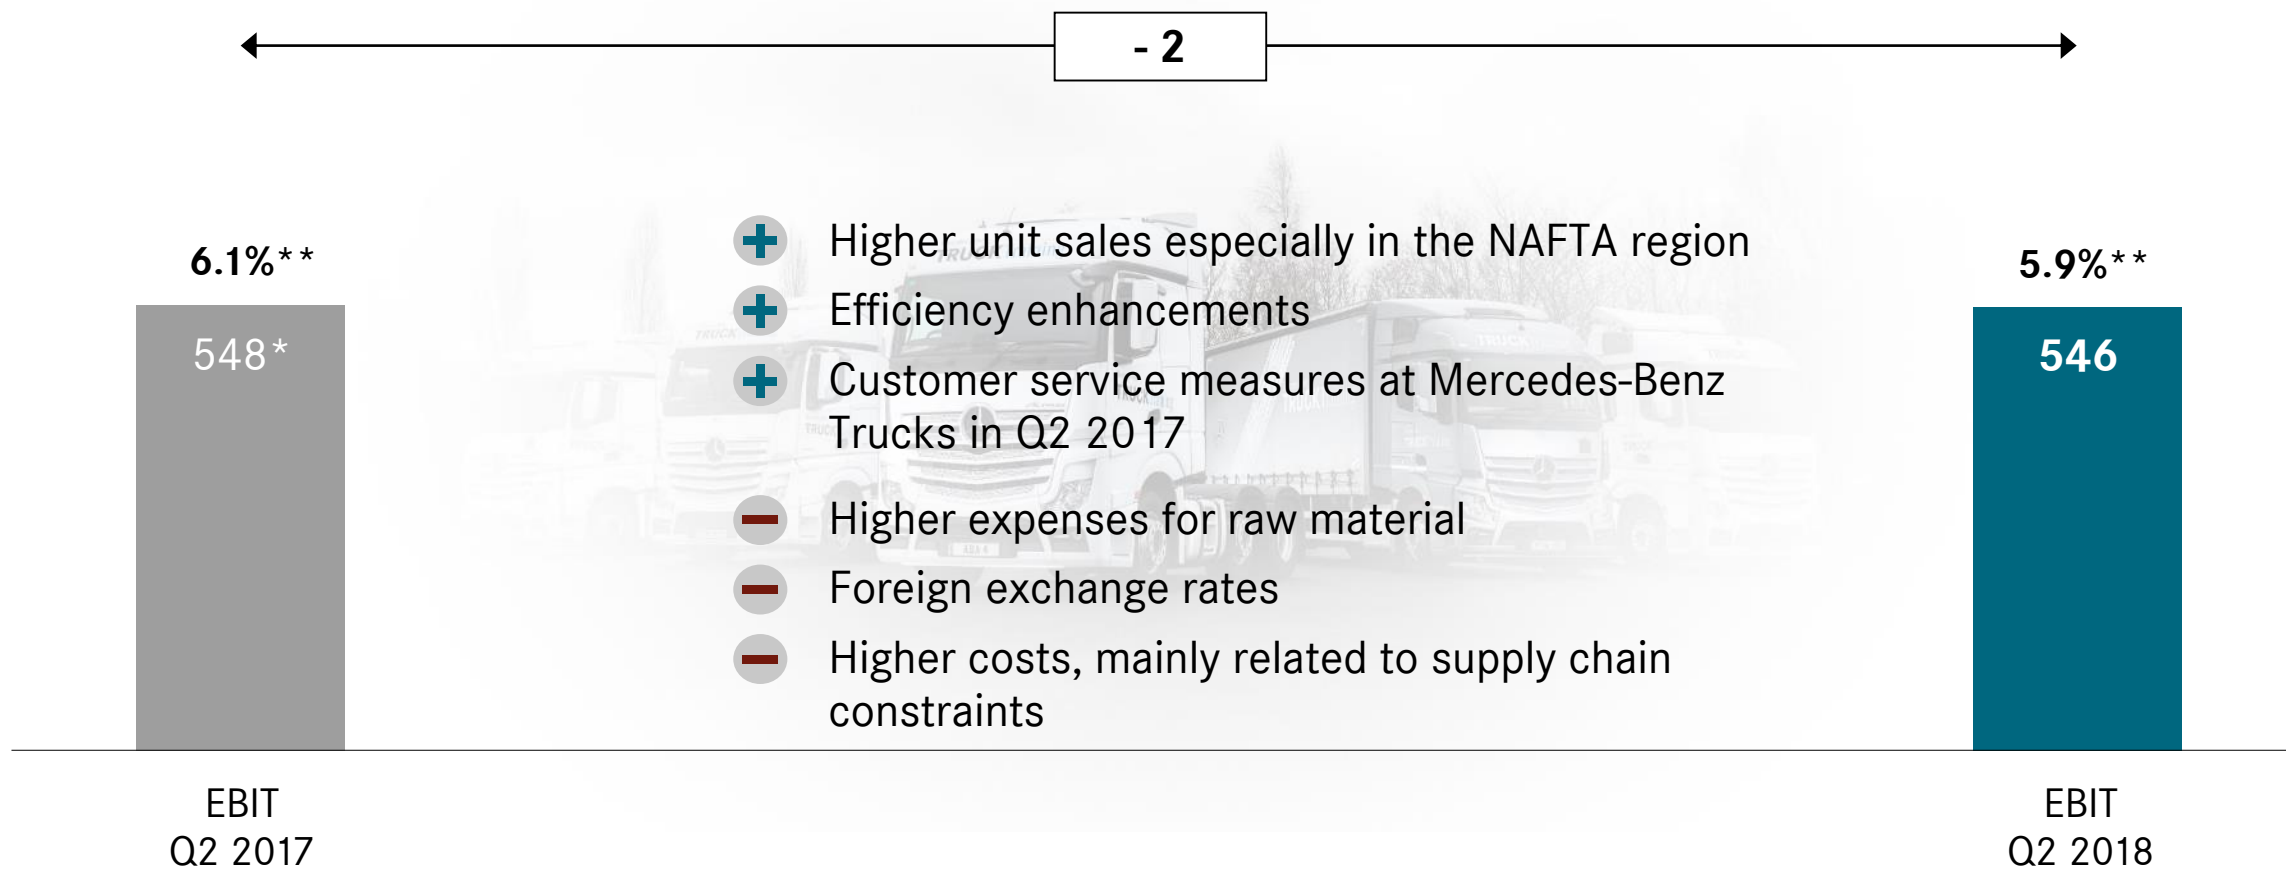 - 2
6.1%**
548*
Higher unit sales especially in the NAFTA region
Efficiency enhancements
Customer service measures at Mercedes-Benz
Trucks in Q2 2017
Higher expenses for raw material
Foreign exchange rates
Higher costs, mainly related to supply chain
constraints
5.9%**
546
EBIT
Q2 2017
EBIT
Q2 2018